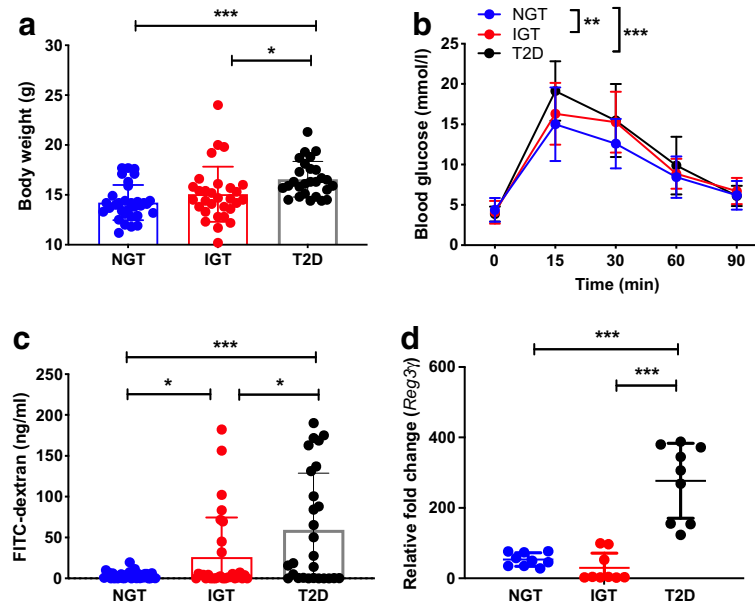 a
***
*
Body weight (g)
30
25
20
15
10
NGT
IGT
T2D
b
NGT
IGT
T2D
**
***
Blood glucose (mmol/l)
25
20
15
10
5
0
0
15
30
60
90
Time (min)
c
***
*
*
FITC-dextran (ng/ml)
250
200
150
100
50
0
NGT
IGT
T2D
d
***
***
Relative fold change (Reg3γ)
600
400
200
0
NGT
IGT
T2D